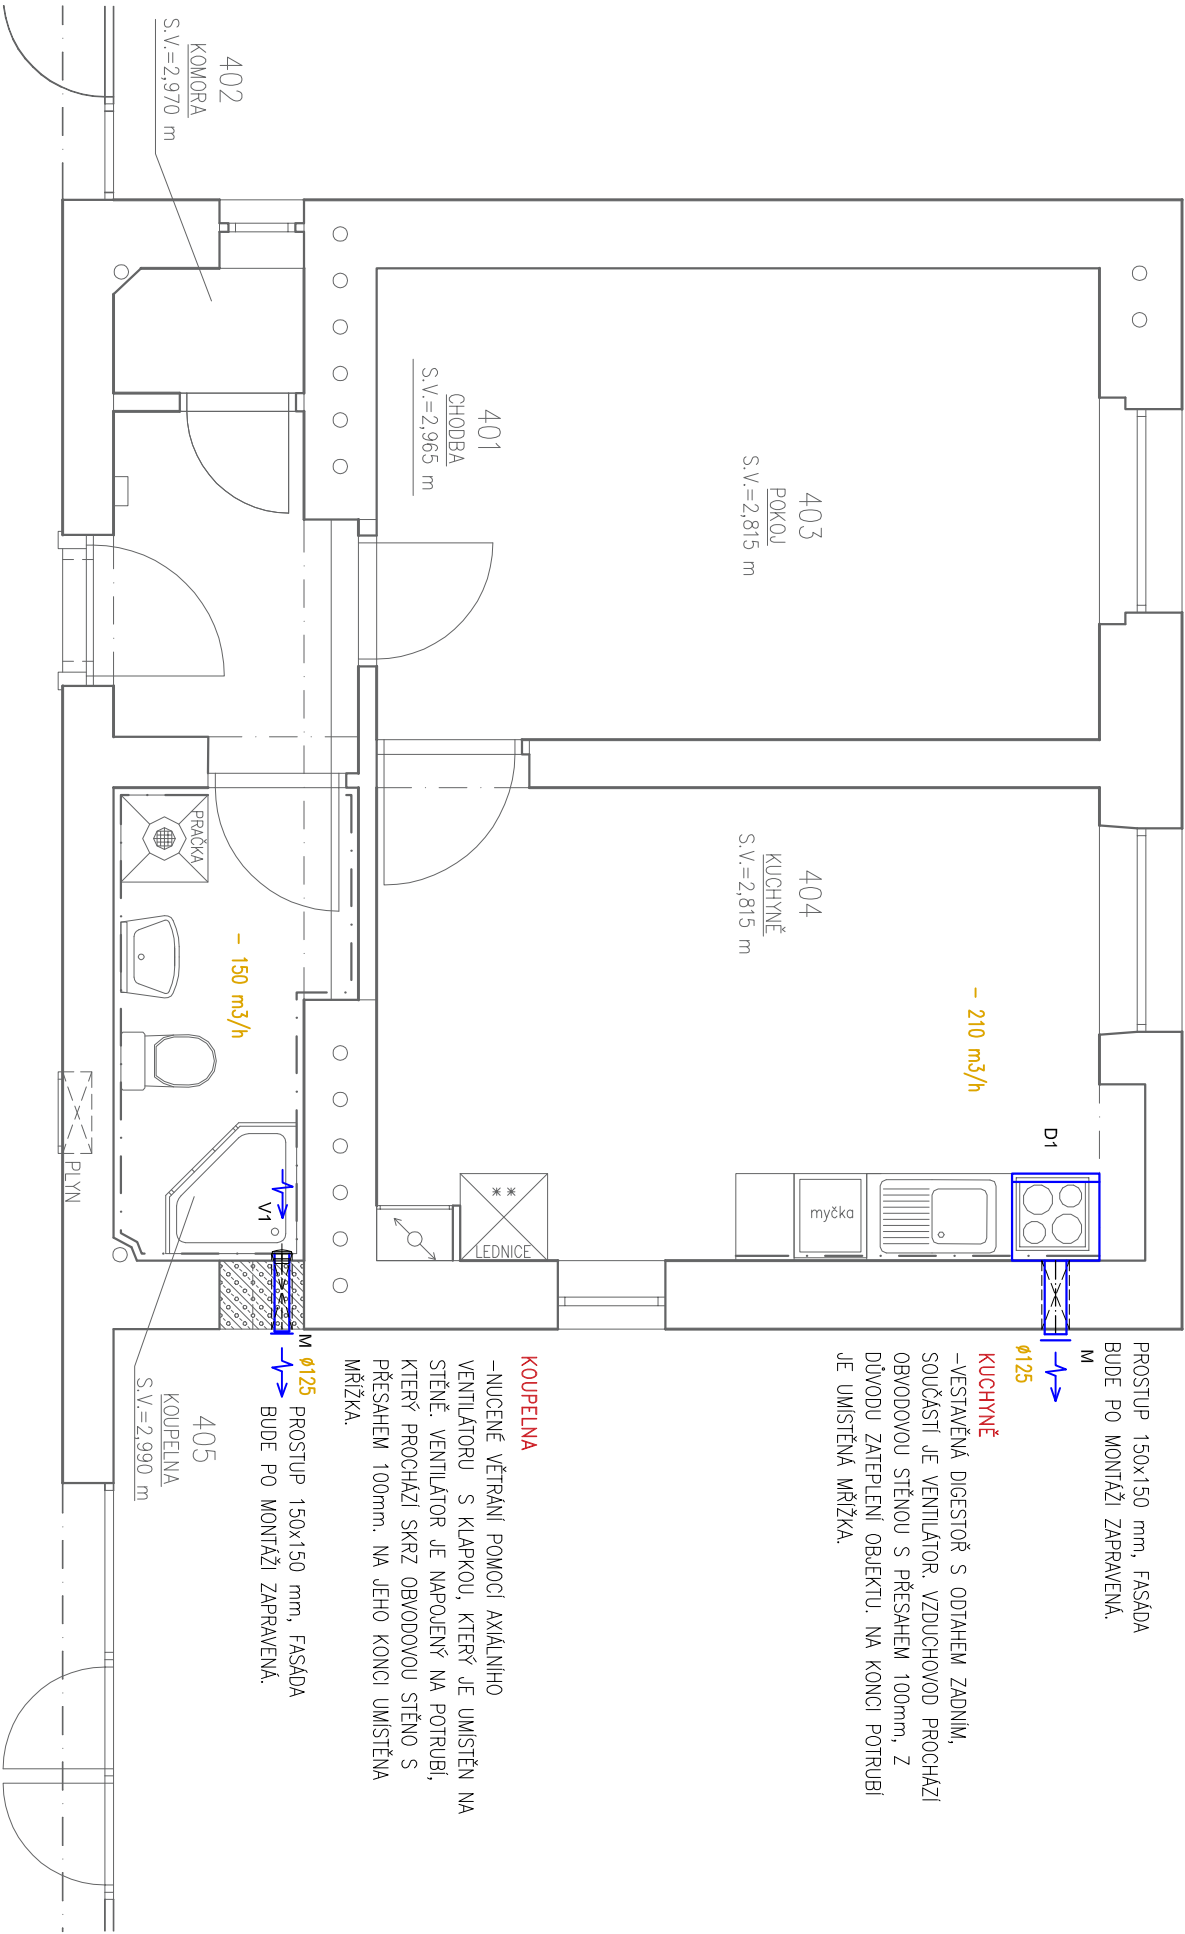 402
KOMORA
S.V.=2,970 m
401
CHODBA
S.V.=2,965 m
403
POKOJ
S.V.=2,815 m
404
KUCHYNĚ
S.V.=2,815 m
- 210 m3/h
- 150 m3/h
PRAČKA
PLYN
LEDNICE
myčka
D1
V1
M
ø125
M
ø125
PROSTUP 150x150 mm, FASÁDA
BUDE PO MONTÁŽI ZAPRAVENÁ.
KUCHYNĚ
-VESTAVĚNÁ DIGESTOŘ S ODTAHEM ZADNÍM,
SOUČÁSTÍ JE VENTILÁTOR. VZDUCHOVOD PROCHÁZÍ
OBVODOVOU STĚNOU S PŘESAHEM 100mm, Z
DŮVODU ZATEPLENÍ OBJEKTU. NA KONCI POTRUBÍ
JE UMÍSTĚNÁ MŘÍŽKA.
KOUPELNA
-NUCENÉ VĚTRÁNÍ POMOCÍ AXIÁLNÍHO
VENTILÁTORU S KLAPKOU, KTERÝ JE UMÍSTĚN NA
STĚNĚ. VENTILÁTOR JE NAPOJENÝ NA POTRUBÍ,
KTERÝ PROCHÁZÍ SKRZ OBVODOVOU STĚNO S
PŘESAHEM 100mm. NA JEHO KONCI UMÍSTĚNA
MŘÍŽKA.
PROSTUP 150x150 mm, FASÁDA
BUDE PO MONTÁŽI ZAPRAVENÁ.
405
KOUPELNA
S.V.=2,990 m